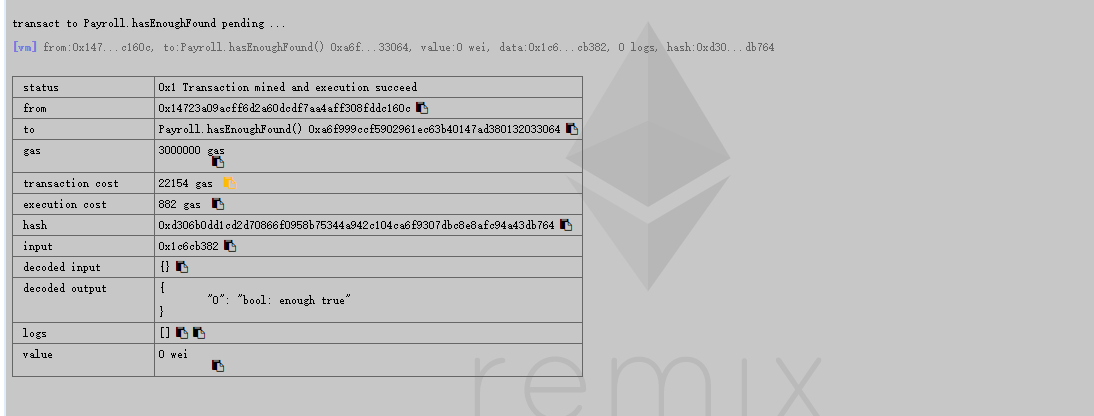 transact to Payroll.hasEnoughFound pending ...
[vm] from:0x147...c160c, to:Payroll.hasEnoughFound() 0xa6f...33064, value:0 wei, data:0x1c6...cb382, 0 logs, hash:0xd30...db764
status 0x1 Transaction mined and execution succeed
from 0x14723a09acff6d2a60dcdf7aa4aff308fddc160c
to Payroll.hasEnoughFound() 0xa6f999ccf5902961ec63b40147ad380132033064
gas 3000000 gas
transaction cost 22154 gas
execution cost 882 gas
hash 0xd306b0dd1cd2d70866f0958b75344a942c104ca6f9307dbc8e8afc94a43db764
input 0x1c6cb382
decoded input {}
decoded output {
"0": "bool: enough true"
}
logs []
value 0 wei
remix